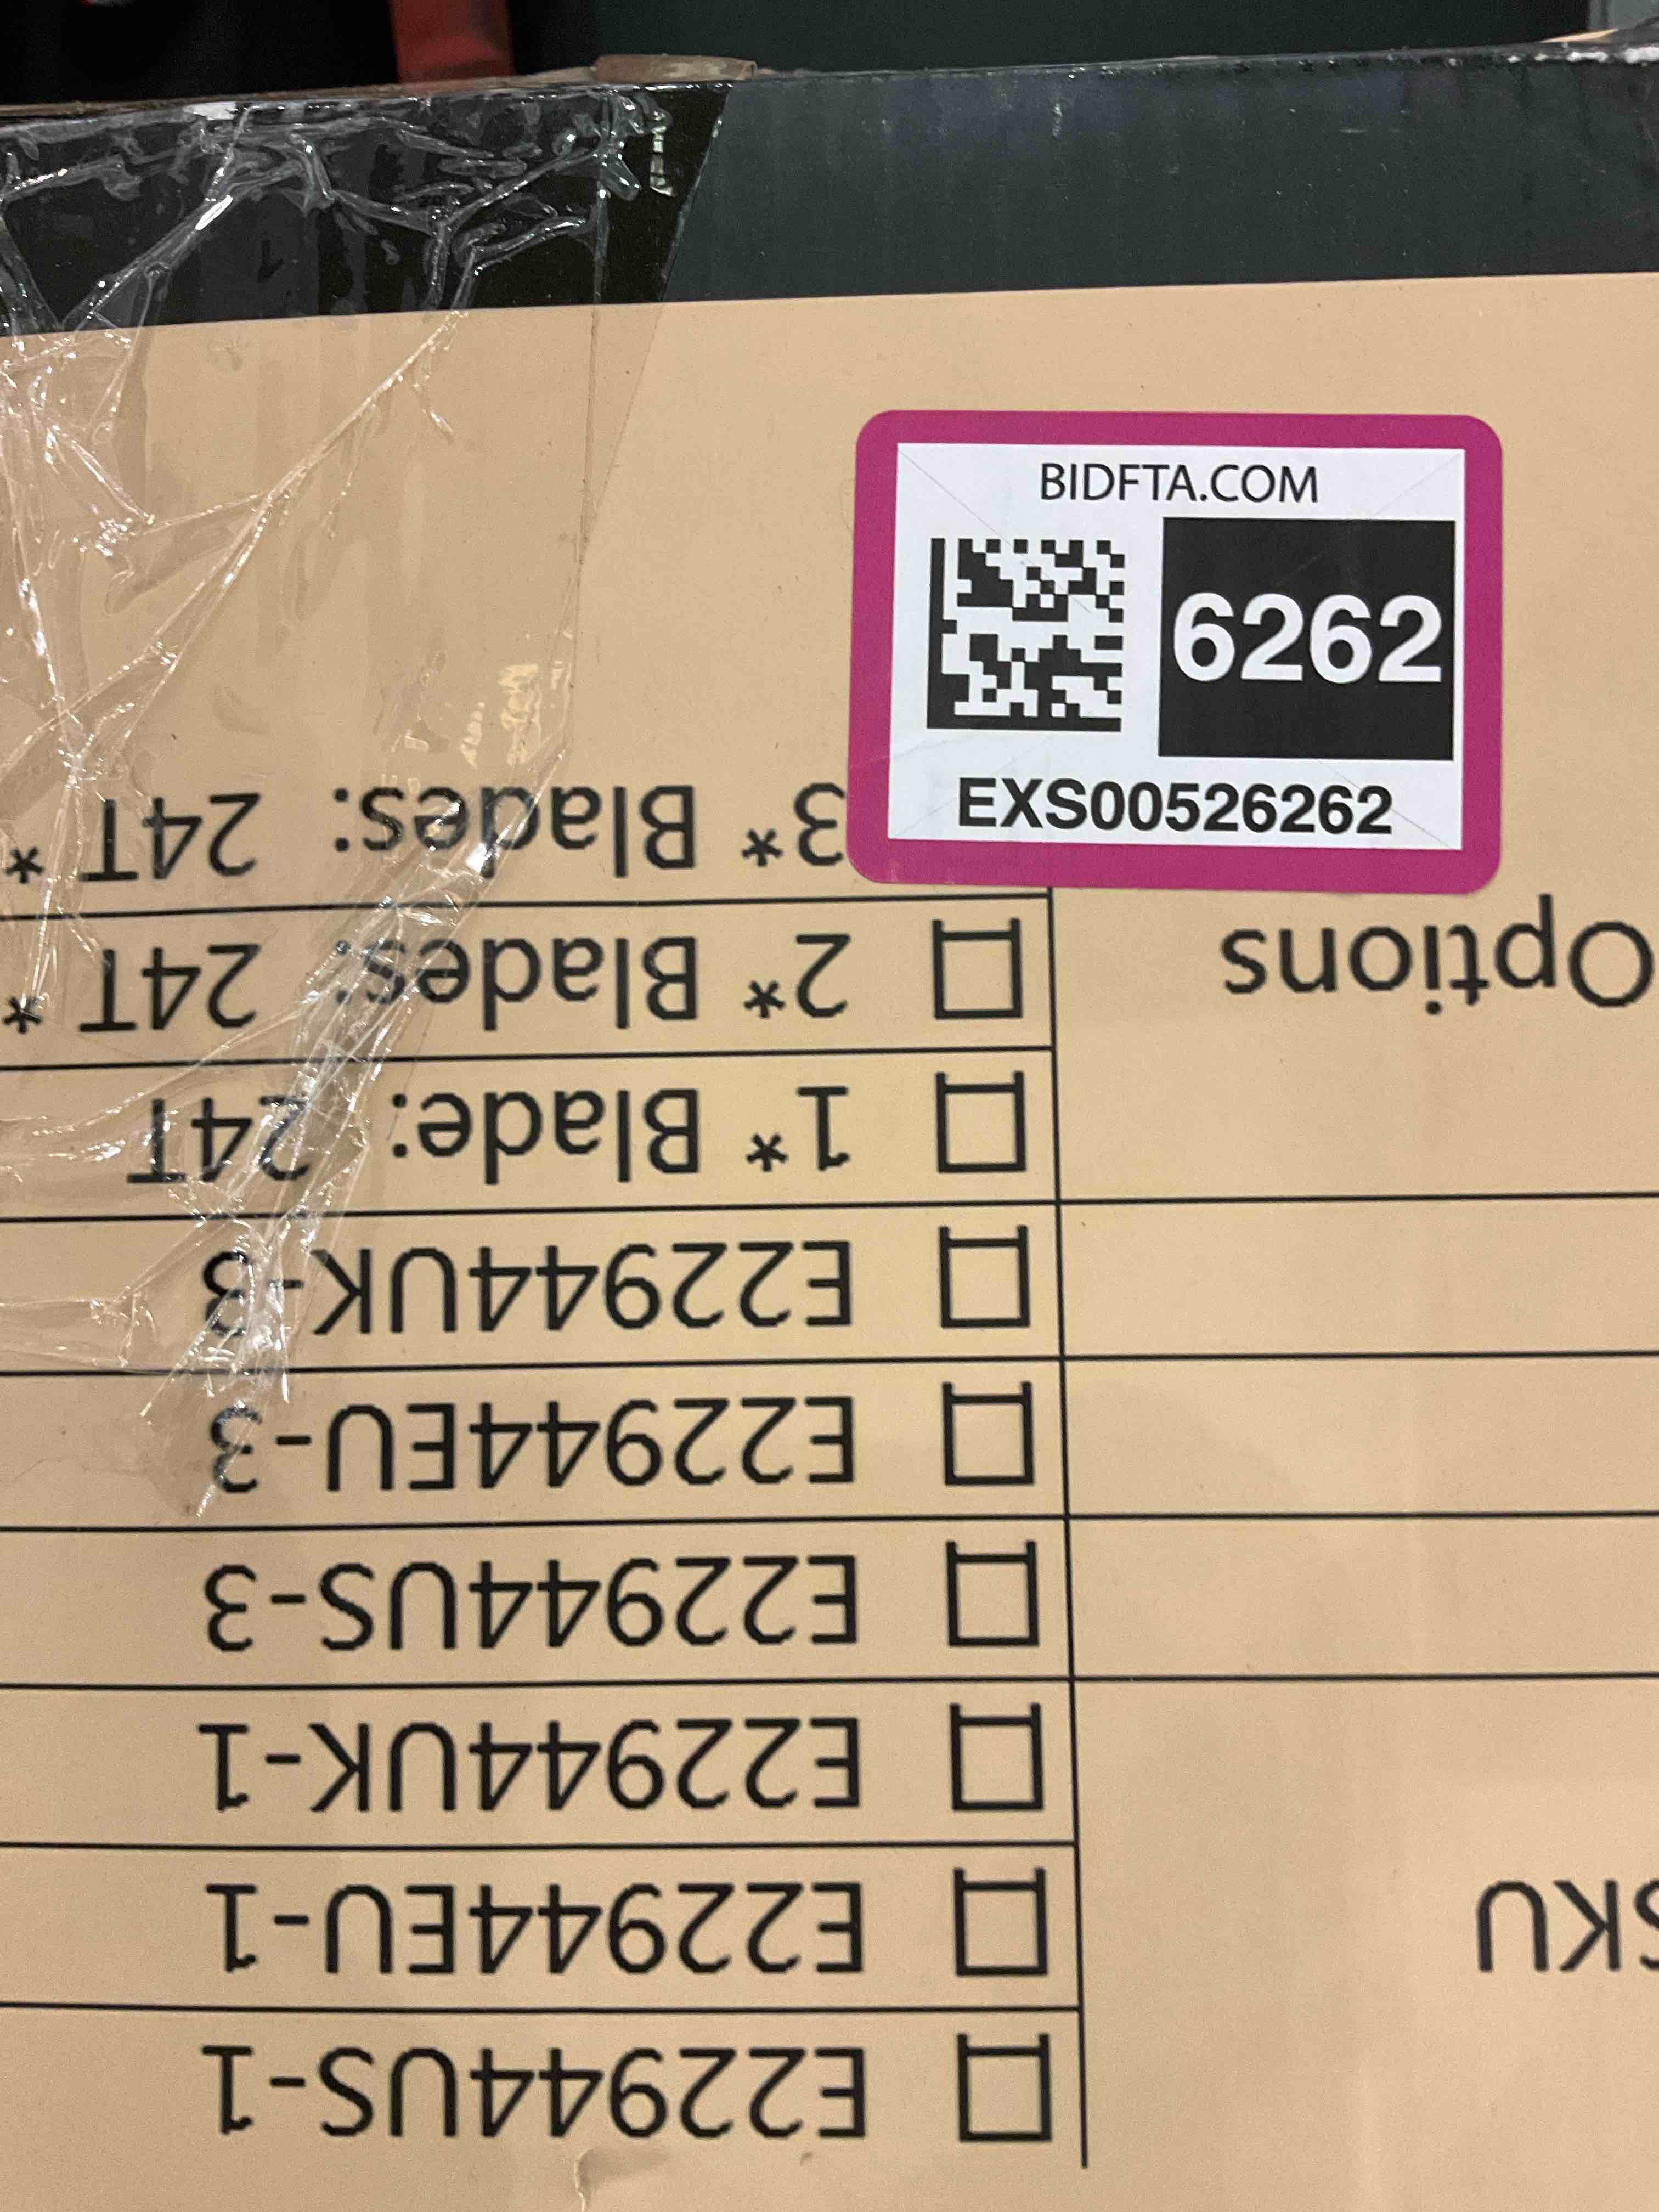 BIDFTA.COM
6262
EXS00526262
SKU
E22944US-1
E22944EU-1
E22944UK-1
E22944US-3
E22944EU-3
E22944UK-3
Options
1* Blade: 24T
2* Blades: 24T *
3* Blades: 24T *